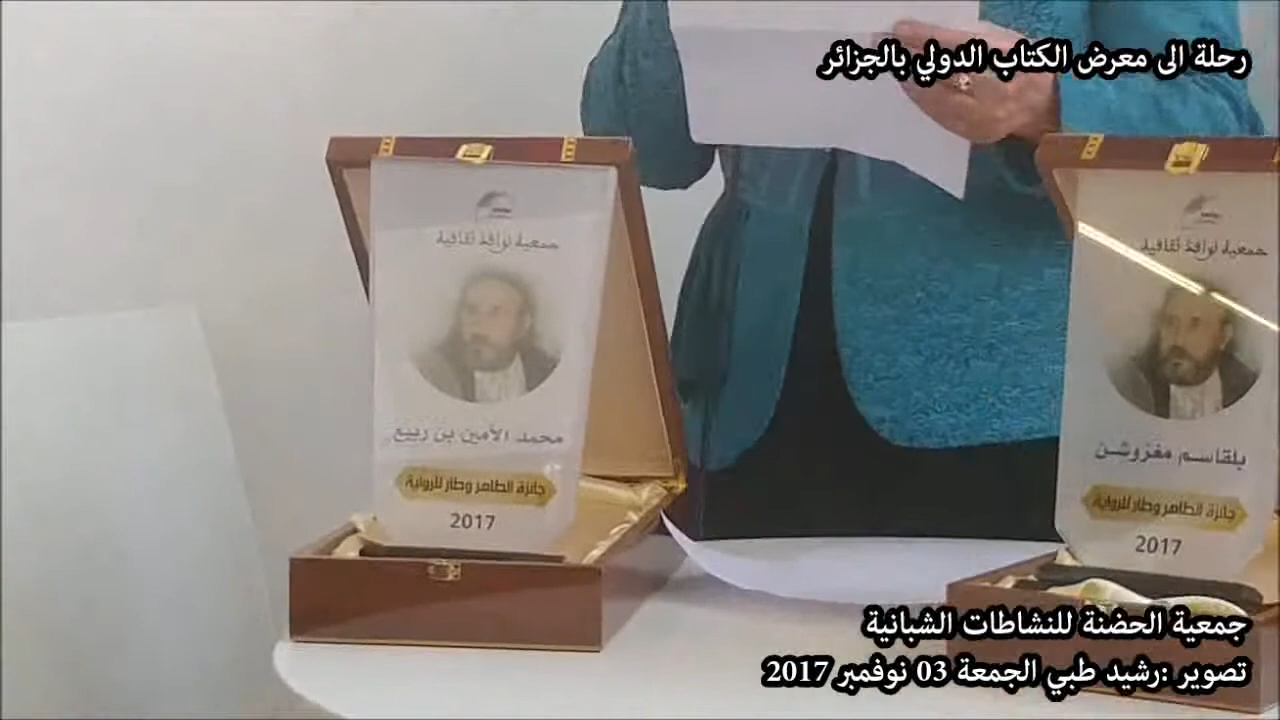 رحلة الى معرض الكتاب الدولي بالجزائر
جمعية نوافذ ثقافية
محمد الأمين بن ربيع
جائزة الطاهر وطار للرواية
2017
جمعية نوافذ ثقافية
بلقاسم مغزوشن
جائزة الطاهر وطار للرواية
2017
جمعية الحضنة للنشاطات الشبانية
تصوير :رشيد طبي الجمعة 03 نوفمبر 2017